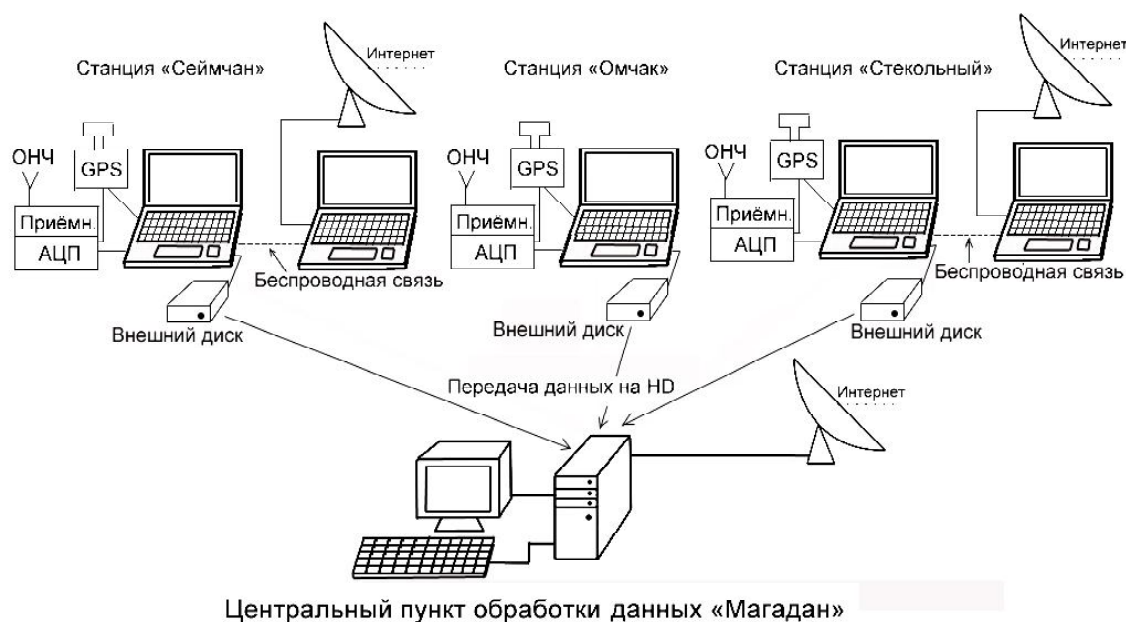 Интернет
Интернет
Станция «Сеймчан»
Станция «Омчак»
Станция «Стекольный»
ОНЧ
GPS
Приёмн.
АЦП
ОНЧ
GPS
Приёмн.
АЦП
ОНЧ
GPS
Приёмн.
АЦП
Беспроводная связь
Беспроводная связь
Внешний диск
Внешний диск
Внешний диск
Передача данных на HD
Интернет
Центральный пункт обработки данных «Магадан»